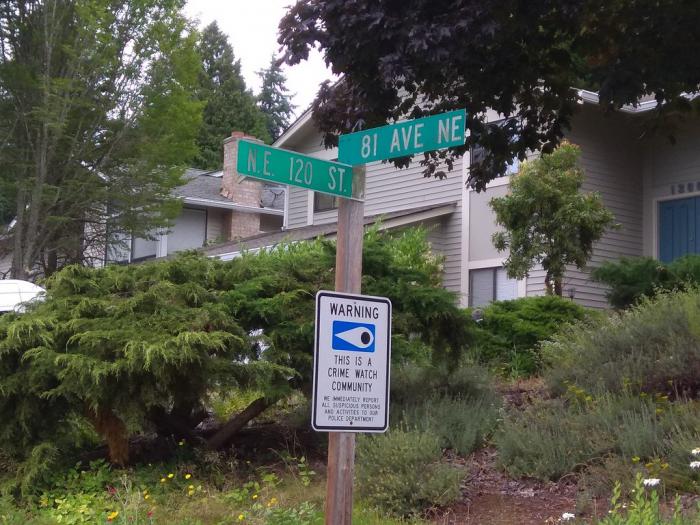 81 AVE NE
N.E. 120 ST.
WARNING
THIS IS A
CRIME WATCH
COMMUNITY
WE IMMEDIATELY REPORT
ALL SUSPICIOUS PERSONS
AND ACTIVITIES TO OUR
POLICE DEPARTMENT